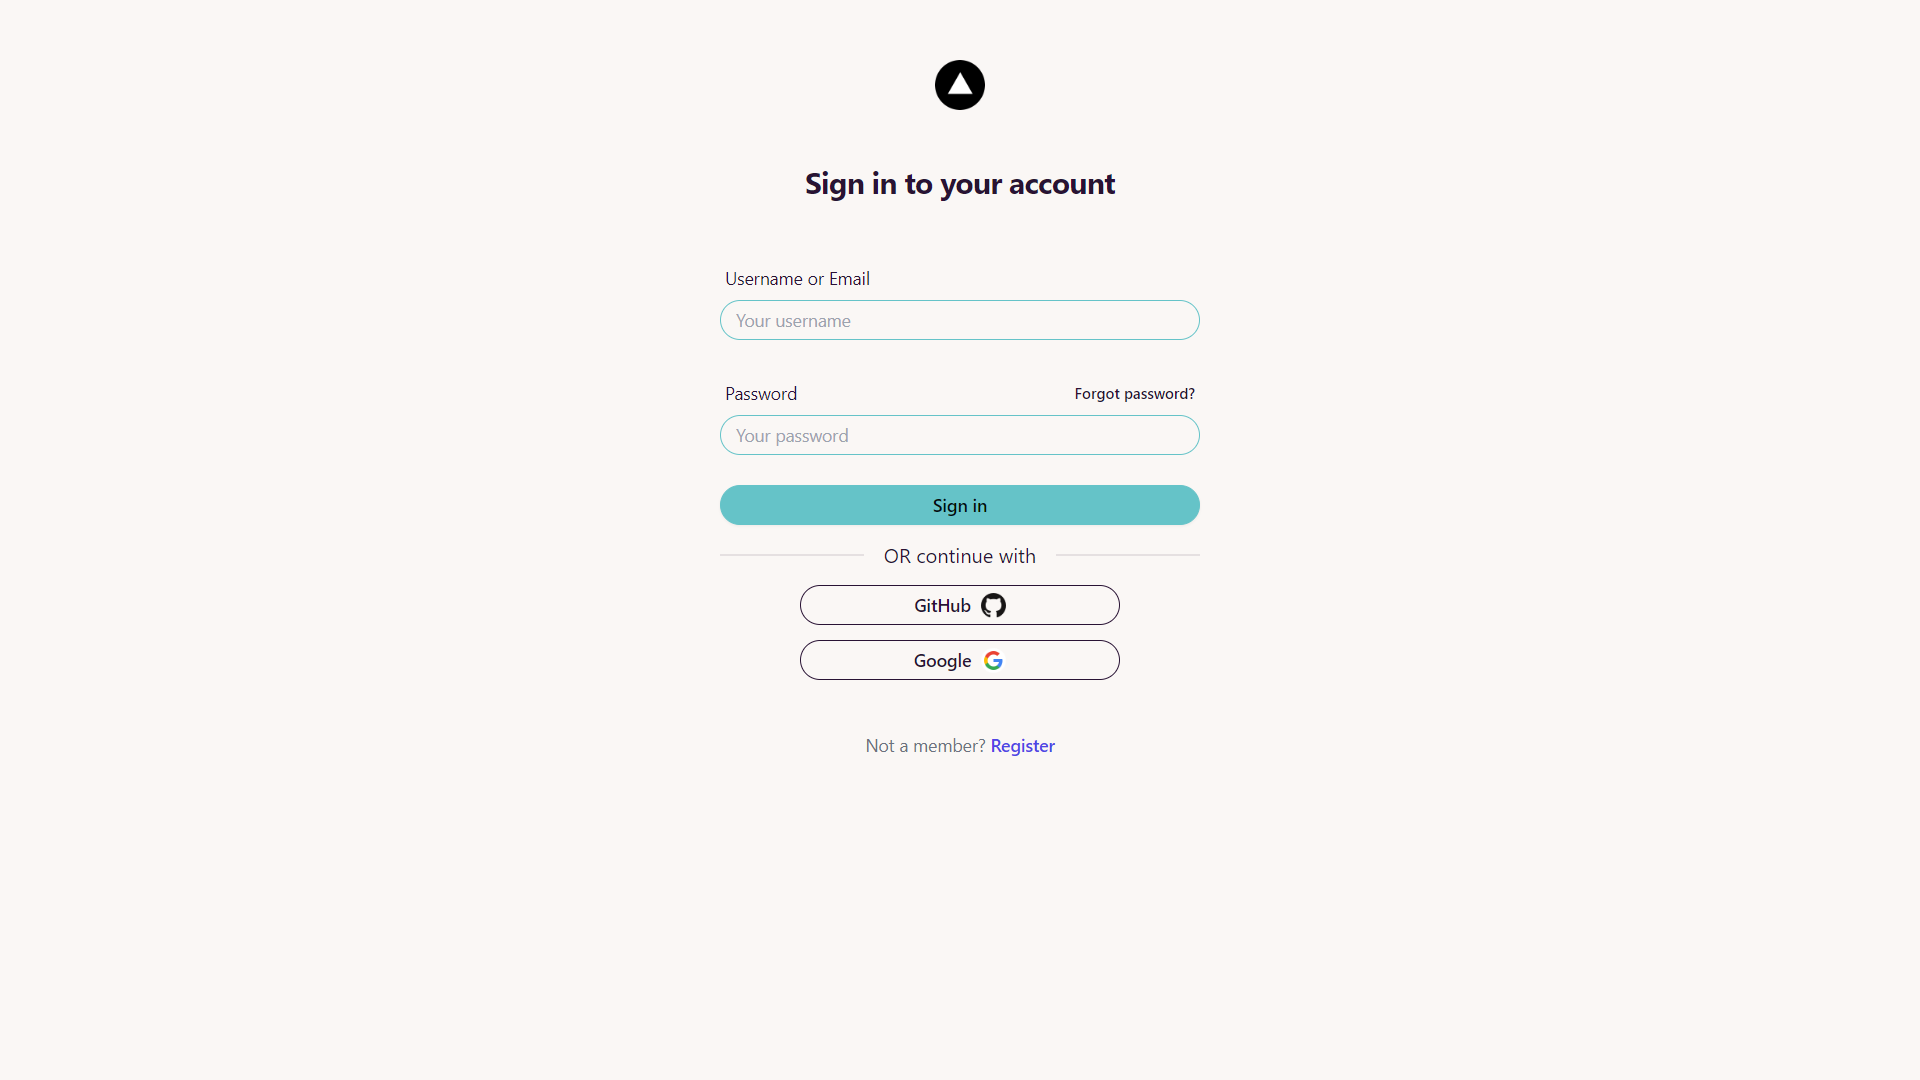 Sign in to your account
Username or Email
Your username
Password Forgot password?
Your password
Sign in
OR continue with
GitHub
Google
Not a member? Register